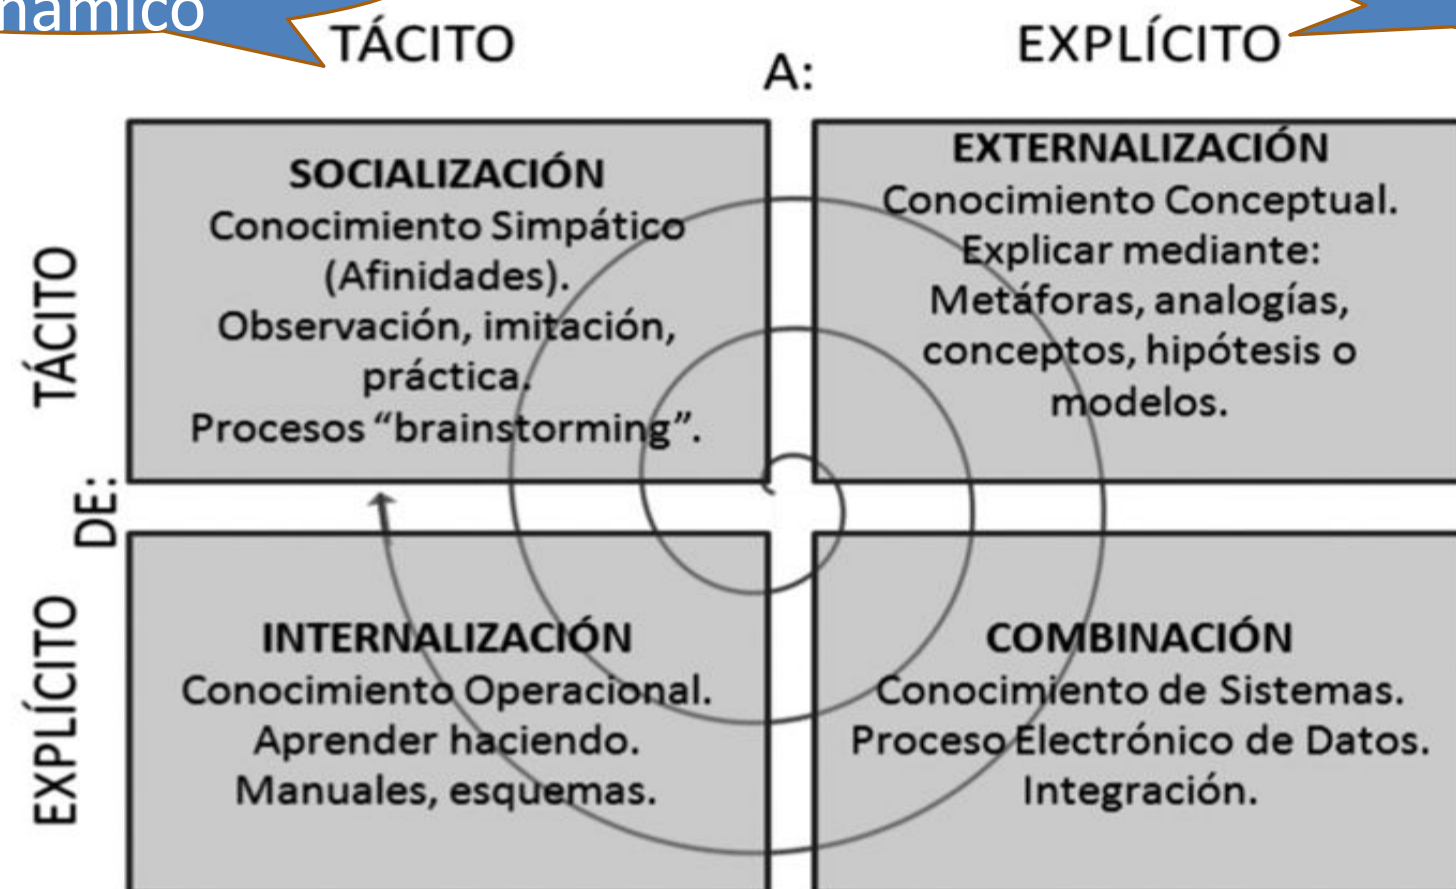 námico
TÁCITO
A:
EXPLÍCITO
TÁCITO
DE:
EXPLÍCITO
SOCIALIZACIÓN
Conocimiento Simpático
(Afinidades).
Observación, imitación,
práctica.
Procesos “brainstorming”.
EXTERNALIZACIÓN
Conocimiento Conceptual.
Explicar mediante:
Metáforas, analogías,
conceptos, hipótesis o
modelos.
INTERNALIZACIÓN
Conocimiento Operacional.
Aprender haciendo.
Manuales, esquemas.
COMBINACIÓN
Conocimiento de Sistemas.
Proceso Electrónico de Datos.
Integración.